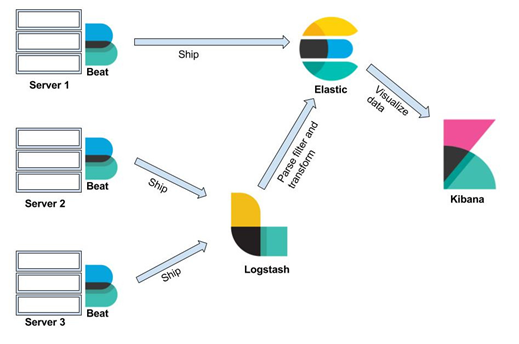 Server 1
Beat
Ship
Elastic
Visualize
data
Parse filter and
transform
Server 2
Beat
Ship
Kibana
Logstash
Server 3
Beat
Ship